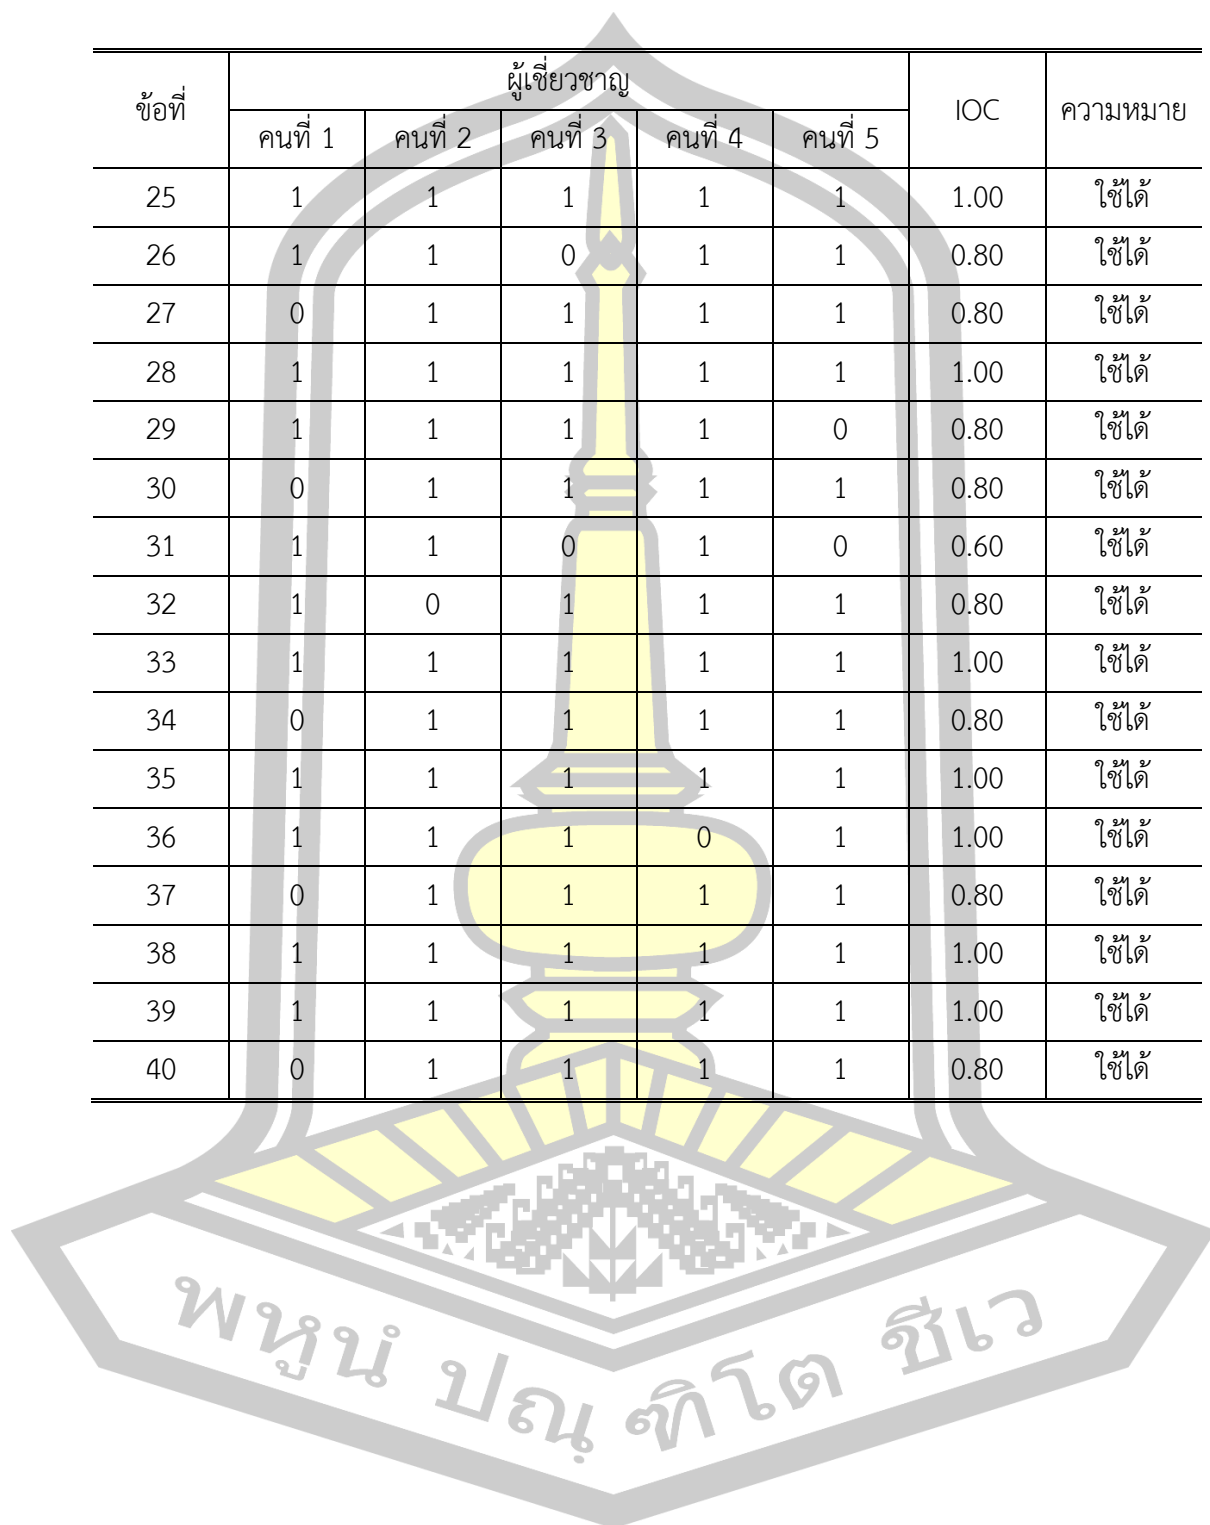 ข้อที่ ผู้เชี่ยวชาญ IOC ความหมาย
คนที่ 1 คนที่ 2 คนที่ 3 คนที่ 4 คนที่ 5
25 1 1 1 1 1 1.00 ใช้ได้
26 1 1 0 1 1 0.80 ใช้ได้
27 0 1 1 1 1 0.80 ใช้ได้
28 1 1 1 1 1 1.00 ใช้ได้
29 1 1 1 1 0 0.80 ใช้ได้
30 0 1 1 1 1 0.80 ใช้ได้
31 1 1 0 1 0 0.60 ใช้ได้
32 1 0 1 1 1 0.80 ใช้ได้
33 1 1 1 1 1 1.00 ใช้ได้
34 0 1 1 1 1 0.80 ใช้ได้
35 1 1 1 1 1 1.00 ใช้ได้
36 1 1 1 0 1 1.00 ใช้ได้
37 0 1 1 1 1 0.80 ใช้ได้
38 1 1 1 1 1 1.00 ใช้ได้
39 1 1 1 1 1 1.00 ใช้ได้
40 0 1 1 1 1 0.80 ใช้ได้
พหูนํ ปณฺฑิโต ชีเว